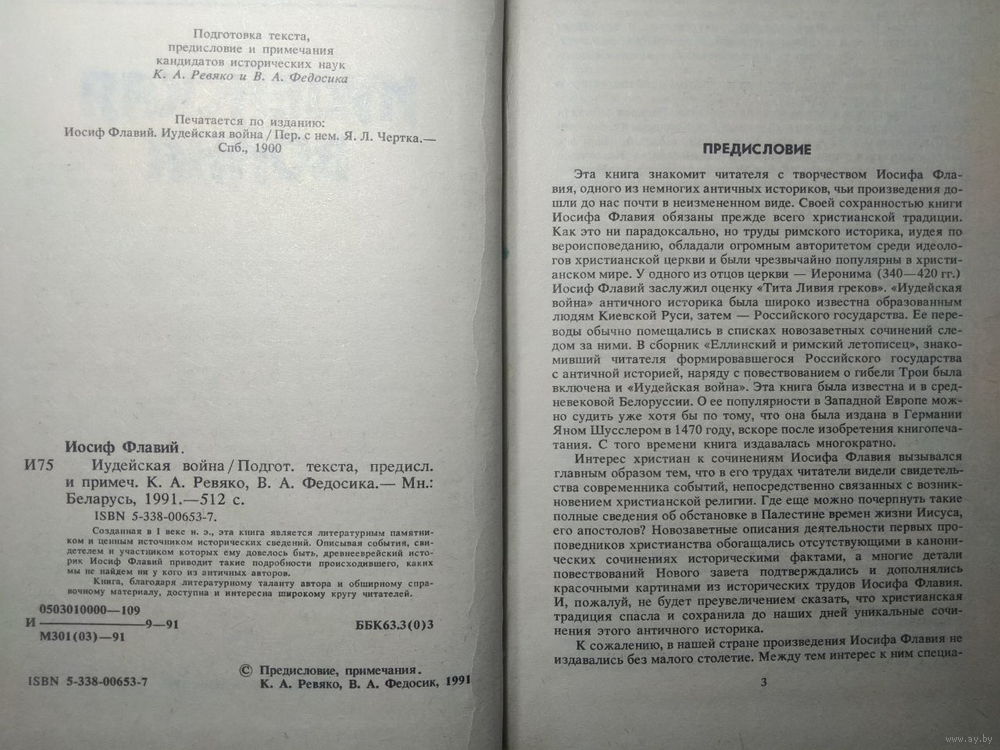 Подготовка текста,
предисловие и примечания
кандидатов исторических наук
К. А. Ревяко и В. А. Федосика
Печатается по изданию:
Иосиф Флавий. Иудейская война / Пер. с нем. Я. Л. Чертка.—
Спб., 1900
Иосиф Флавий.
И75 Иудейская война / Подгот. текста, предисл.
и примеч. К. А. Ревяко, В. А. Федосика.— Мн.:
Беларусь, 1991.—512 с.
ISBN 5-338-00653-7.
Созданная в I веке н. э., эта книга является литературным памятни-
ком и ценным источником исторических сведений. Описывая события, сви-
детелем и участником которых ему довелось быть, древнееврейский исто-
рик Иосиф Флавий приводит такие подробности происходившего, каких
мы не найдем ни у кого из античных авторов.
Книга, благодаря литературному таланту автора и обширному спра-
вочному материалу, доступна и интересна широкому кругу читателей.
0503010000—109
И 9—91
М301(03)—91
ББК63.3(0)3
© Предисловие, примечания.
К. А. Ревяко, В. А. Федосик, 1991
ISBN 5-338-00653-7
ПРЕДИСЛОВИЕ
Эта книга знакомит читателя с творчеством Иосифа Фла-
вия, одного из немногих античных историков, чьи произведения до-
шли до нас почти в неизмененном виде. Своей сохранностью книги
Иосифа Флавия обязаны прежде всего христианской традиции.
Как это ни парадоксально, но труды римского историка, иудея по
вероисповеданию, обладали огромным авторитетом среди идеоло-
гов христианской церкви и были чрезвычайно популярны в христи-
анском мире. У одного из отцов церкви — Иеронима (340—420 гг.)
Иосиф Флавий заслужил оценку «Тита Ливия греков». «Иудейская
война» античного историка была широко известна образованным
людям Киевской Руси, затем — Российского государства. Ее пере-
воды обычно помещались в списках новозаветных сочинений сле-
дом за ними. В сборник «Еллинский и римский летописец», знако-
мивший читателя формировавшегося Российского государства
с античной историей, наряду с повествованием о гибели Трои была
включена и «Иудейская война». Эта книга была известна и в сред-
невековой Белоруссии. О ее популярности в Западной Европе мож-
но судить уже хотя бы по тому, что она была издана в Германии
Яном Шусслером в 1470 году, вскоре после изобретения книгопеча-
тания. С того времени книга издавалась многократно.
Интерес христиан к сочинениям Иосифа Флавия вызывался
главным образом тем, что в его трудах читатели видели свидетель-
ства современника событий, непосредственно связанных с возник-
новением христианской религии. Где еще можно почерпнуть такие
полные сведения об обстановке в Палестине времен жизни Иисуса,
его апостолов? Новозаветные описания деятельности первых про-
поведников христианства обогащались отсутствующими в канони-
ческих сочинениях историческими фактами, а многие детали
повествований Нового завета подтверждались и дополнялись
красочными картинами из исторических трудов Иосифа Флавия.
И, пожалуй, не будет преувеличением сказать, что христианская
традиция спасла и сохранила до наших дней уникальные сочи-
нения этого античного историка.
К сожалению, в нашей стране произведения Иосифа Флавия не
издавались без малого столетие. Между тем интерес к ним специа-
3
www.ay.by